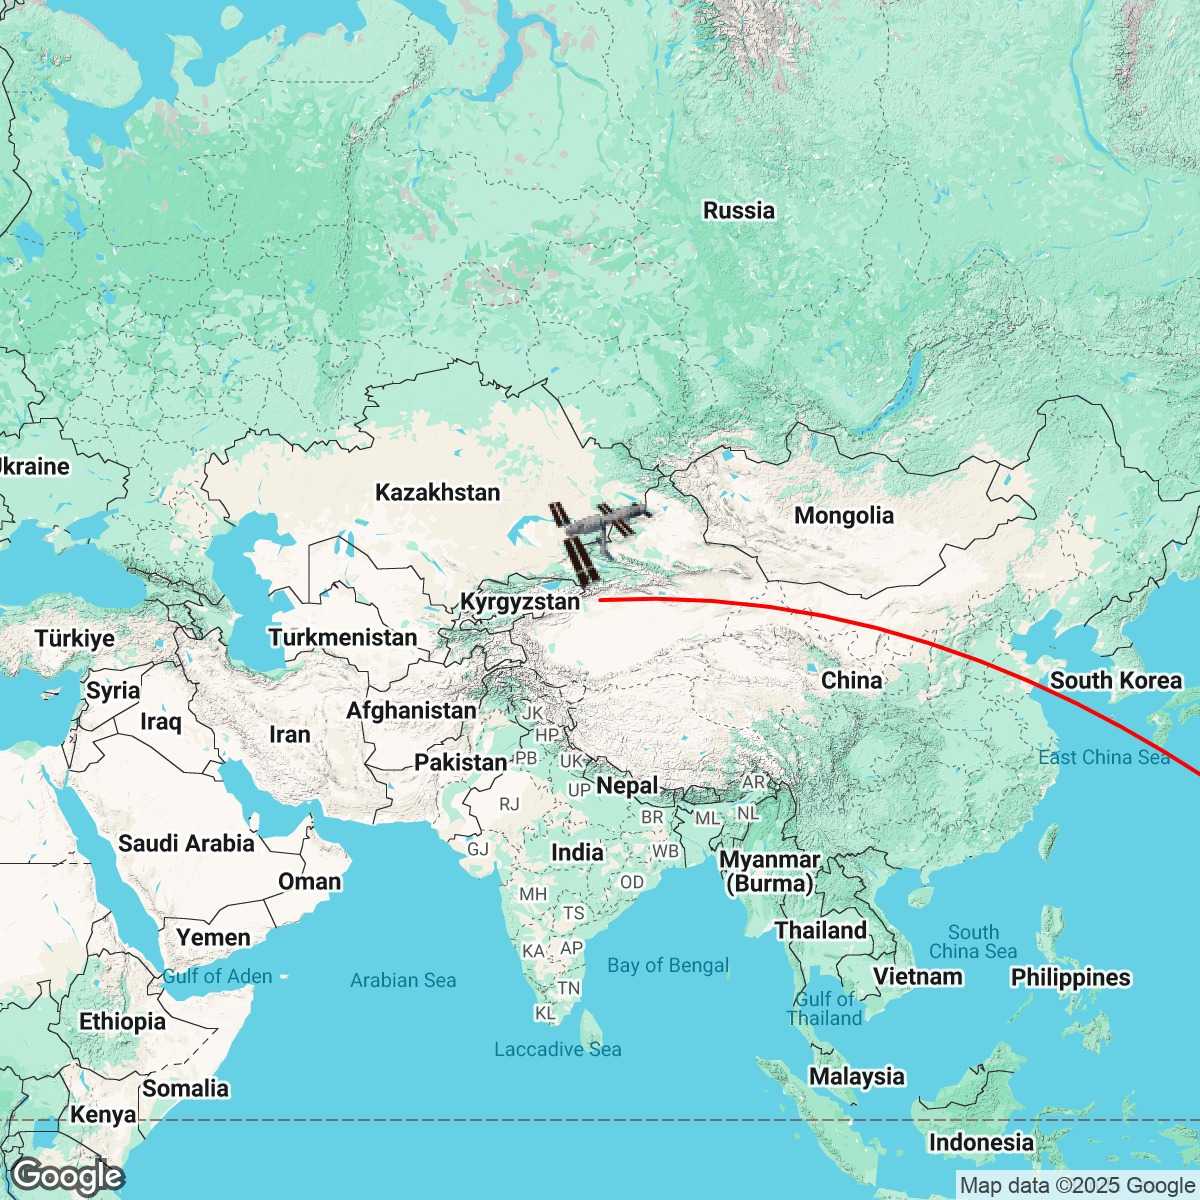 Russia
Ukraine
Kazakhstan
Mongolia
Kyrgyzstan
Türkiye
Turkmenistan
Syria
China
South Korea
Iraq
Iran
Afghanistan
JK
HP
Pakistan
PB
UK
East China Sea
Nepal
UP
AR
RJ
BR
ML
NL
Saudi Arabia
GJ
India
WB
Myanmar
(Burma)
Oman
MH
OD
TS
Thailand
Yemen
KA
AP
South
China Sea
Gulf of Aden
Arabian Sea
Bay of Bengal
Vietnam
Philippines
TN
KL
Gulf of
Thailand
Ethiopia
Laccadive Sea
Malaysia
Somalia
Kenya
Indonesia
Google
Map data ©2025 Google